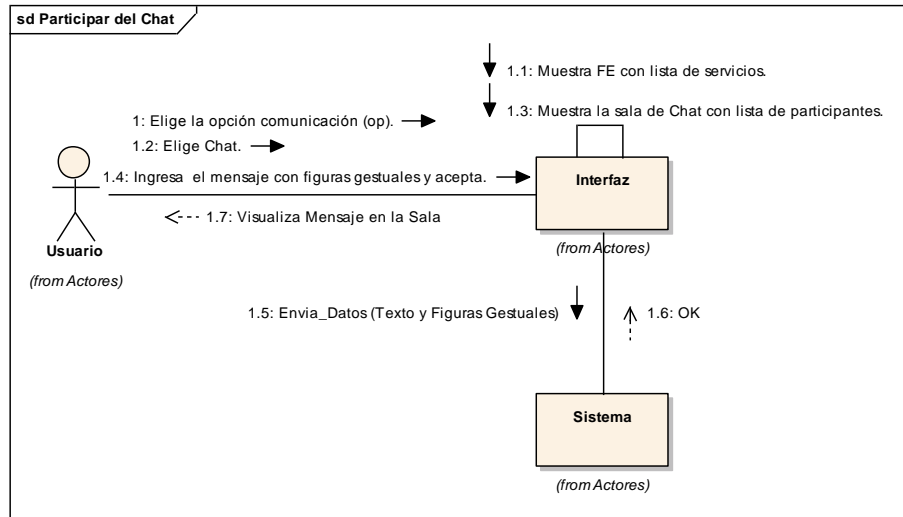 sd Participar del Chat
1.1: Muestra FE con lista de servicios.
1.3: Muestra la sala de Chat con lista de participantes.
1: Elige la opción comunicación (op).
1.2: Elige Chat.
1.4: Ingresa el mensaje con figuras gestuales y acepta.
Interfaz
1.7: Visualiza Mensaje en la Sala
Usuario
(from Actores)
(from Actores)
1.5: Envia_Datos (Texto y Figuras Gestuales)
1.6: OK
Sistema
(from Actores)